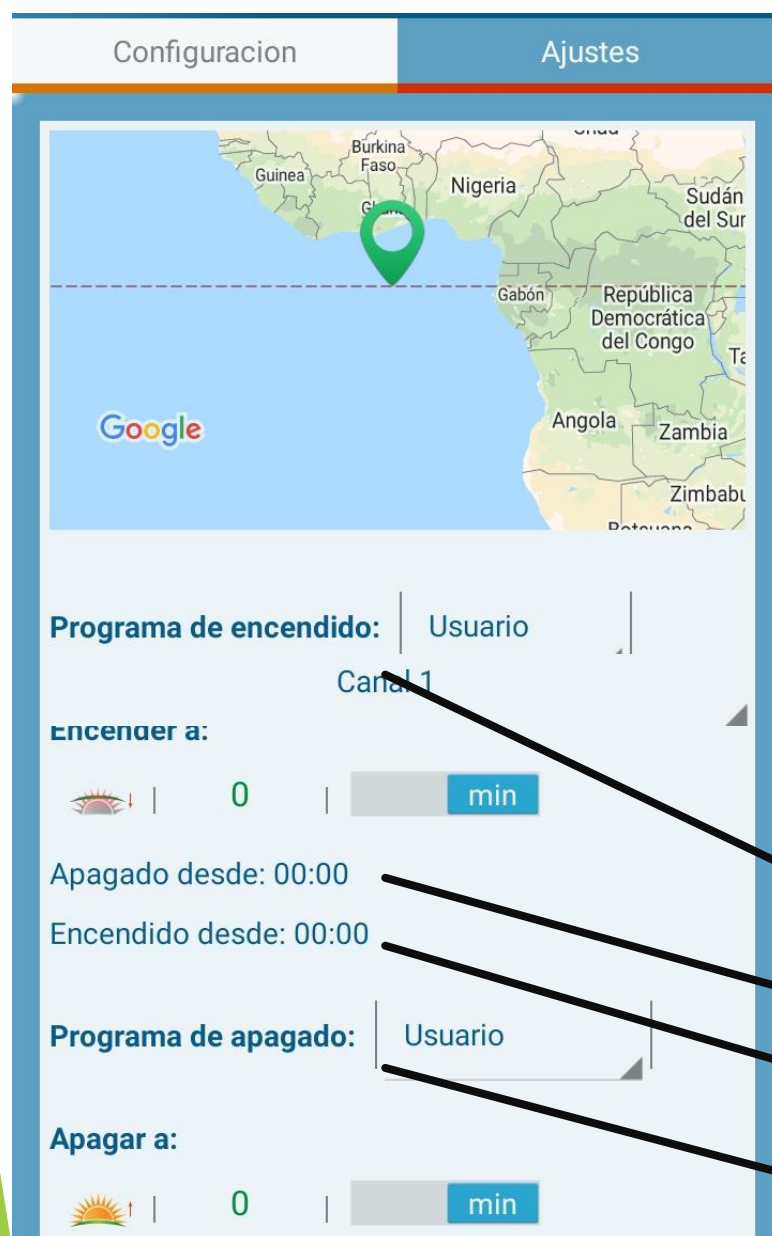 Configuracion Ajustes
Burkina
Faso
Guinea
Nigeria
Sudán
del Sur
Gabón
República
Democrática
del Congo
Google
Angola
Zambia
Programa de encendido: Usuario
Canal 1
Encender a:
0 min
Apagado desde: 00:00
Encendido desde: 00:00
Programa de apagado: Usuario
Apagar a:
0 min